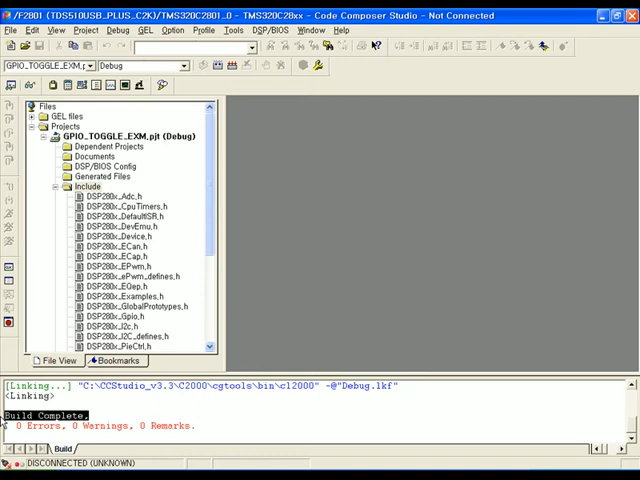 /F2801 (TDS510USB_PLUS_C2K)/TMS320C2801_0 - TMS320C28xx - Code Composer Studio - Not Connected
File Edit View Project Debug GEL Option Profile Tools DSP/BIOS Window Help
GPIO_TOGGLE_EXM.p Debug
Files
GEL files
Projects
GPIO_TOGGLE_EXM.pjt (Debug)
Dependent Projects
Documents
DSP/BIOS Config
Generated Files
Include
DSP280x_Adc.h
DSP280x_CpuTimers.h
DSP280x_DefaultISR.h
DSP280x_DevEmu.h
DSP280x_Device.h
DSP280x_ECan.h
DSP280x_ECap.h
DSP280x_EPwm.h
DSP280x_ePwm_defines.h
DSP280x_EQep.h
DSP280x_Examples.h
DSP280x_GlobalPrototypes.h
DSP280x_Gpio.h
DSP280x_I2c.h
DSP280x_I2C_defines.h
DSP280x_PieCtrl.h
File View Bookmarks
[Linking...] "C:\CCStudio_v3.3\C2000\cgtools\bin\cl2000" -@"Debug.lkf"
<Linking>
Build Complete,
0 Errors, 0 Warnings, 0 Remarks.
Build
DISCONNECTED (UNKNOWN)